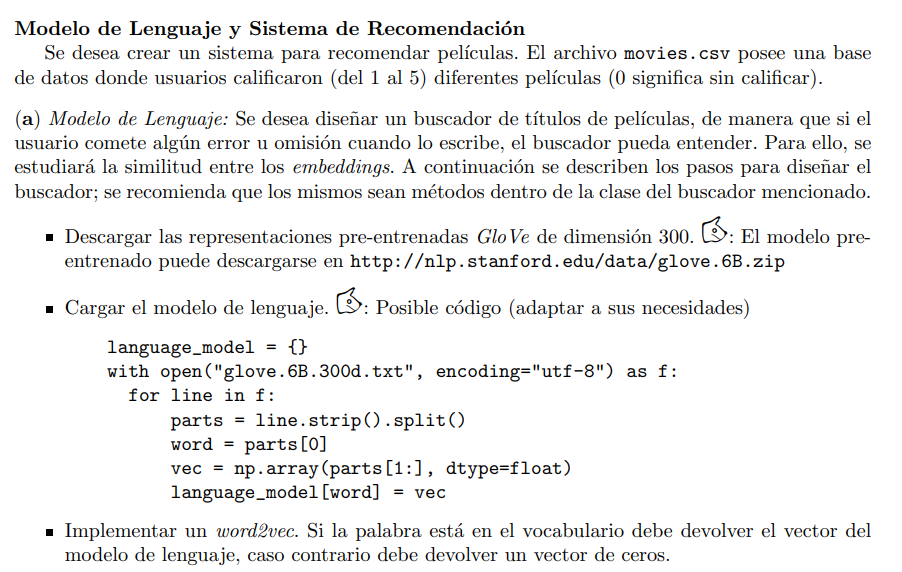 Modelo de Lenguaje y Sistema de Recomendación
Se desea crear un sistema para recomendar películas. El archivo movies.csv posee una base
de datos donde usuarios calificaron (del 1 al 5) diferentes películas (0 significa sin calificar).
(a) Modelo de Lenguaje: Se desea diseñar un buscador de títulos de películas, de manera que si el
usuario comete algún error u omisión cuando lo escribe, el buscador pueda entender. Para ello, se
estudiará la similitud entre los embeddings. A continuación se describen los pasos para diseñar el
buscador; se recomienda que los mismos sean métodos dentro de la clase del buscador mencionado.
▪ Descargar las representaciones pre-entrenadas GloVe de dimensión 300. : El modelo pre-
entrenado puede descargarse en http://nlp.stanford.edu/data/glove.6B.zip
▪ Cargar el modelo de lenguaje. : Posible código (adaptar a sus necesidades)
language_model = {}
with open("glove.6B.300d.txt", encoding="utf-8") as f:
for line in f:
parts = line.strip().split()
word = parts[0]
vec = np.array(parts[1:], dtype=float)
language_model[word] = vec
▪ Implementar un word2vec. Si la palabra está en el vocabulario debe devolver el vector del
modelo de lenguaje, caso contrario debe devolver un vector de ceros.